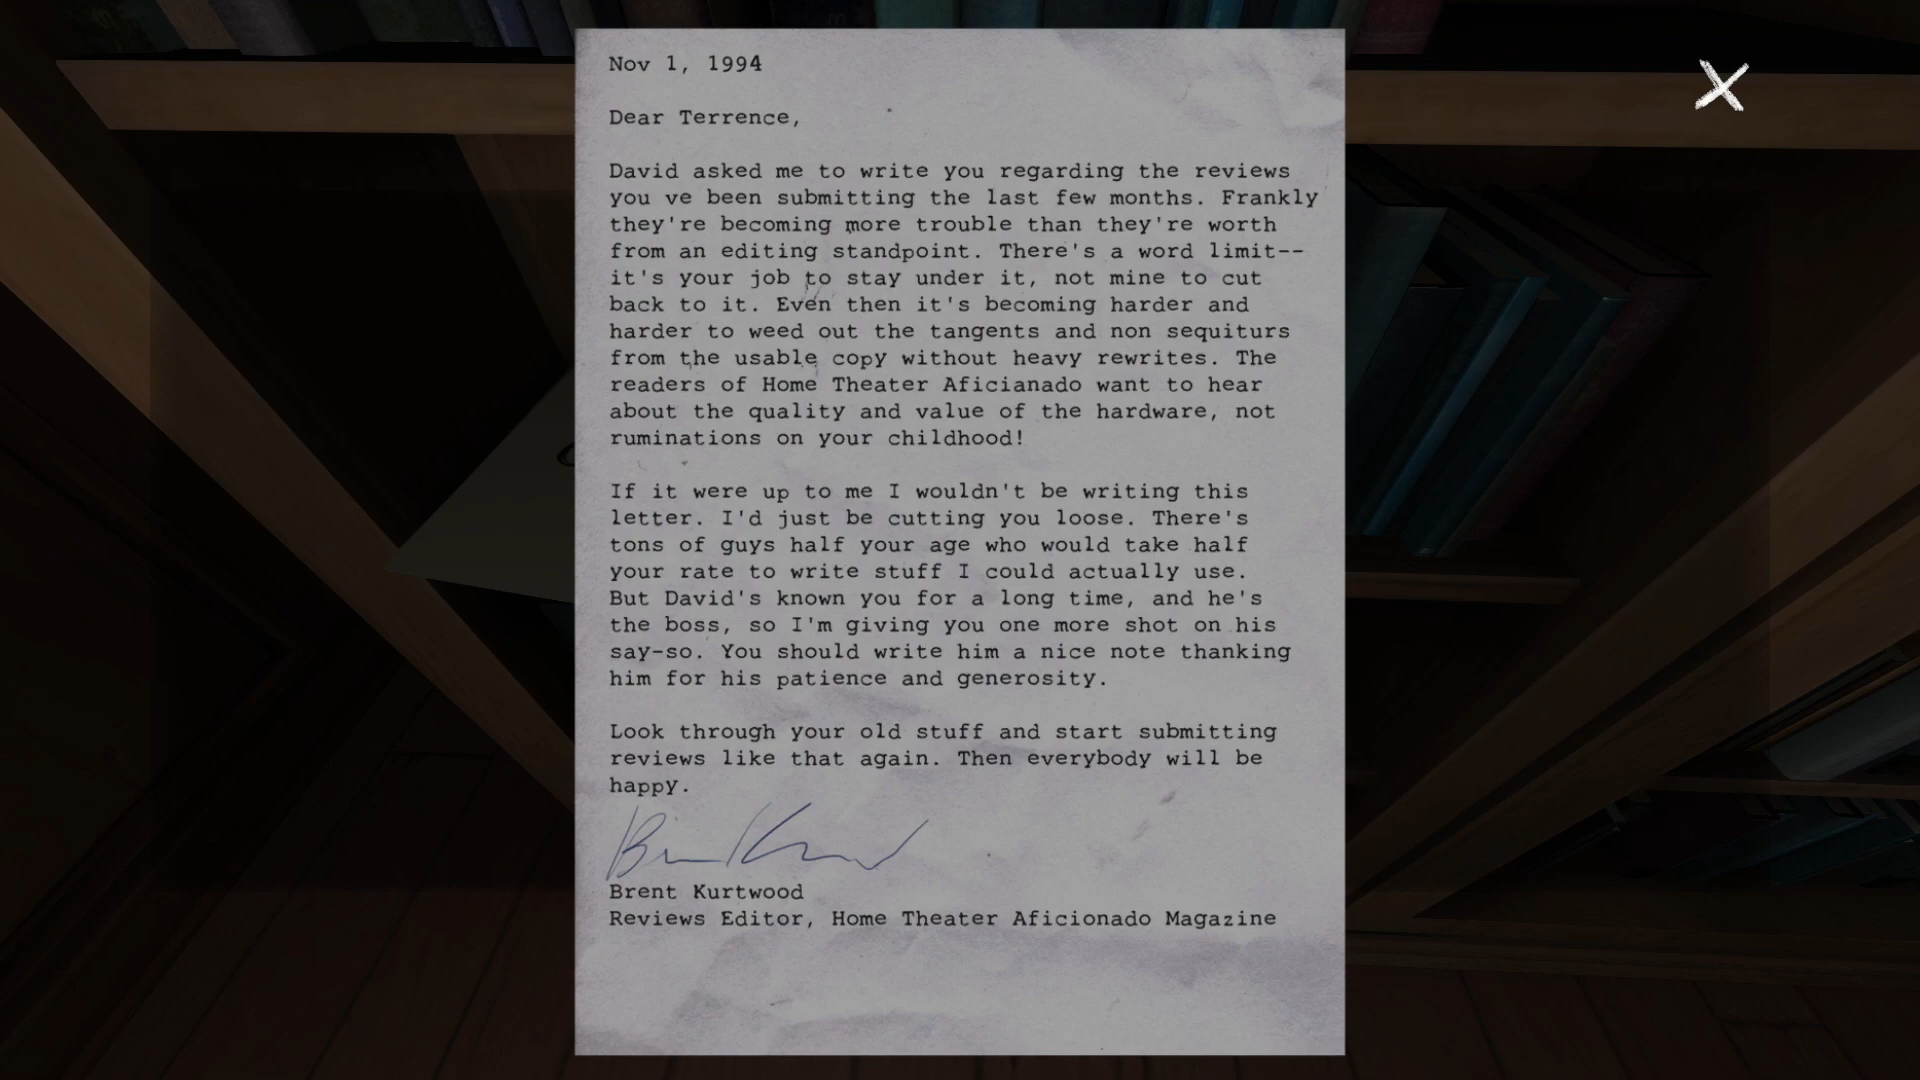 Nov 1, 1994
Dear Terrence,
David asked me to write you regarding the reviews
you ve been submitting the last few months. Frankly
they're becoming more trouble than they're worth
from an editing standpoint. There's a word limit--
it's your job to stay under it, not mine to cut
back to it. Even then it's becoming harder and
harder to weed out the tangents and non sequiturs
from the usable copy without heavy rewrites. The
readers of Home Theater Aficianado want to hear
about the quality and value of the hardware, not
ruminations on your childhood!
If it were up to me I wouldn't be writing this
letter. I'd just be cutting you loose. There's
tons of guys half your age who would take half
your rate to write stuff I could actually use.
But David's known you for a long time, and he's
the boss, so I'm giving you one more shot on his
say-so. You should write him a nice note thanking
him for his patience and generosity.
Look through your old stuff and start submitting
reviews like that again. Then everybody will be
happy.
Brent Kurtwood
Reviews Editor, Home Theater Aficionado Magazine